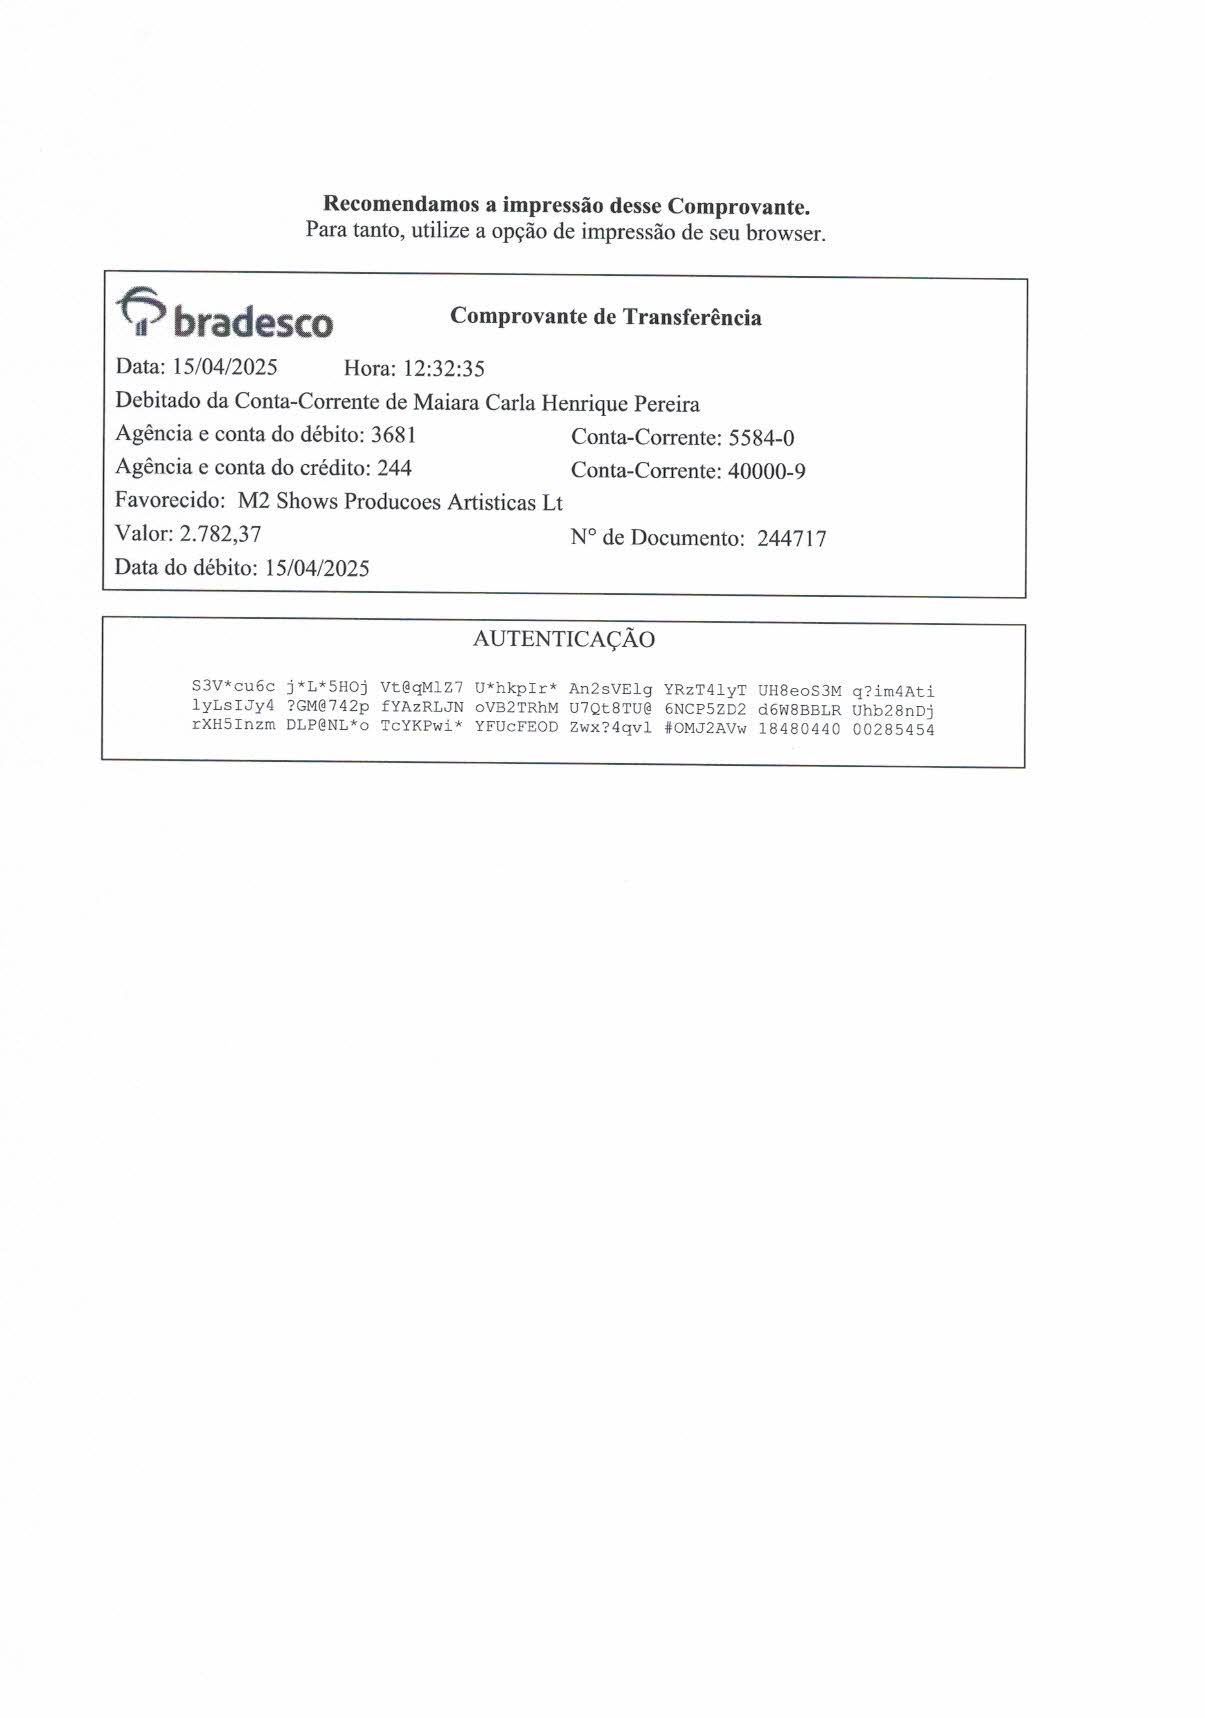 Recomendamos a impressão desse Comprovante.
Para tanto, utilize a opção de impressão de seu browser.
bradesco
Comprovante de Transferência
Data: 15/04/2025 Hora: 12:32:35
Debitado da Conta-Corrente de Maiara Carla Henrique Pereira
Agência e conta do débito: 3681 Conta-Corrente: 5584-0
Agência e conta do crédito: 244 Conta-Corrente: 40000-9
Favorecido: M2 Shows Producoes Artisticas Lt
Valor: 2.782,37 N° de Documento: 244717
Data do débito: 15/04/2025
AUTENTICAÇÃO
S3V*cu6c j*L*5HOj Vt@qMlZ7 U*hkpIr* An2sVElg YRzT4lyT UH8eoS3M q?im4Ati
lyLsIJy4 ?GM@742p fYAzRLJN oVB2TRhM U7Qt8TU@ 6NCP5ZD2 d6W8BBLR Uhb28nDj
rXH5Inzm DLP@NL*o TcYKPwi* YFUcFEOD Zwx?4qvl #OMJ2AVw 18480440 00285454